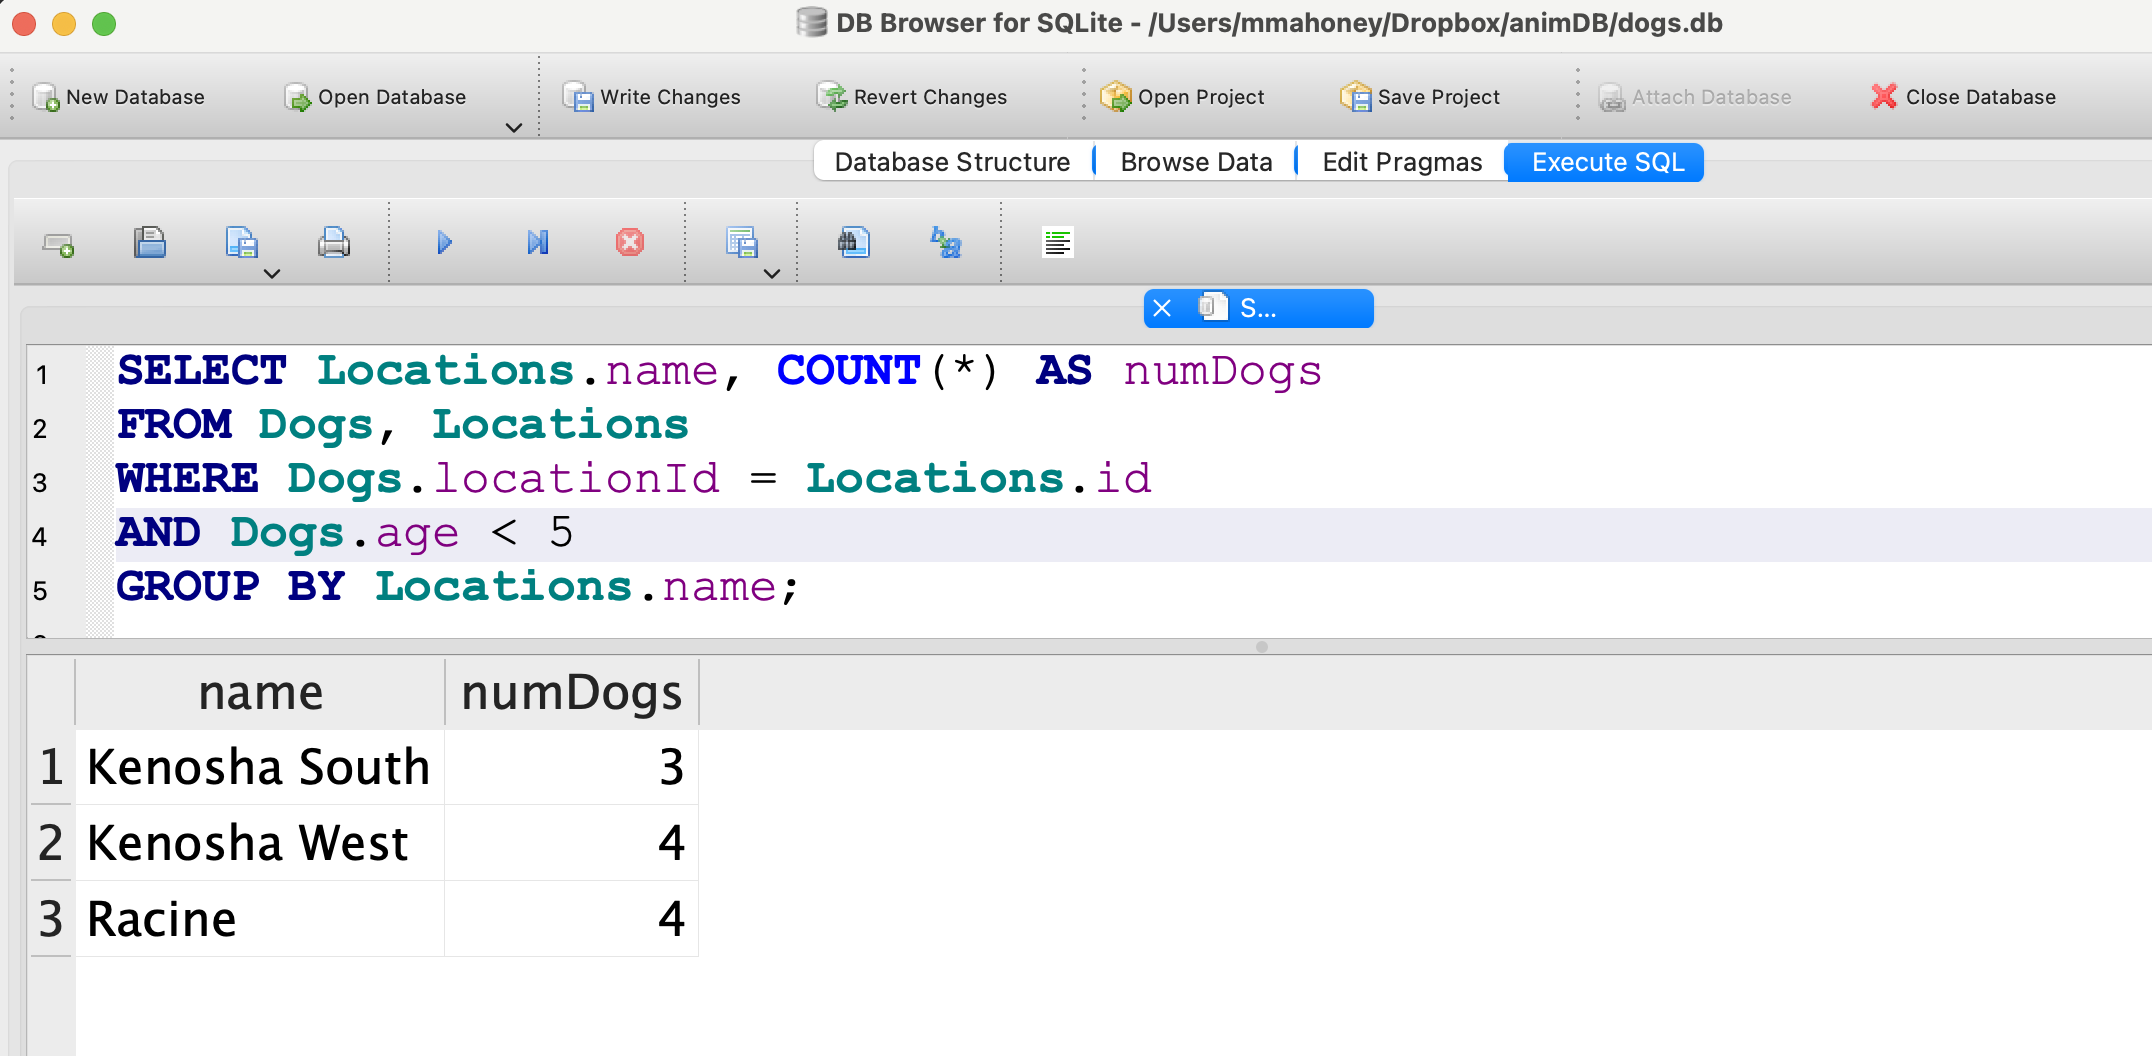 DB Browser for SQLite - /Users/mmahoney/Dropbox/animDB/dogs.db
New Database Open Database Write Changes Revert Changes Open Project Save Project Attach Database Close Database
Database Structure Browse Data Edit Pragmas Execute SQL
S...
1 SELECT Locations.name, COUNT(*) AS numDogs
2 FROM Dogs, Locations
3 WHERE Dogs.locationId = Locations.id
4 AND Dogs.age < 5
5 GROUP BY Locations.name;
name numDogs
1 Kenosha South 3
2 Kenosha West 4
3 Racine 4